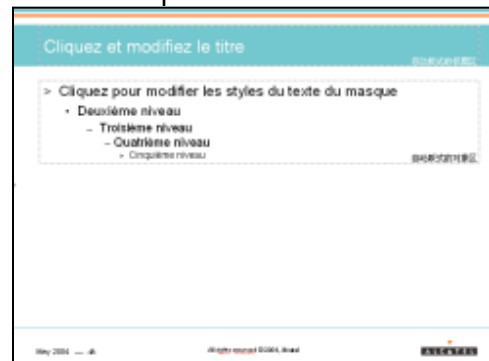 Cliquez et modifiez le titre
> Cliquez pour modifier les styles du texte du masque
• Deuxième niveau
– Troisième niveau
– Quatrième niveau
» Cinquième niveau
May 2004
All rights reserved © 2004, Alcatel
ALCATEL